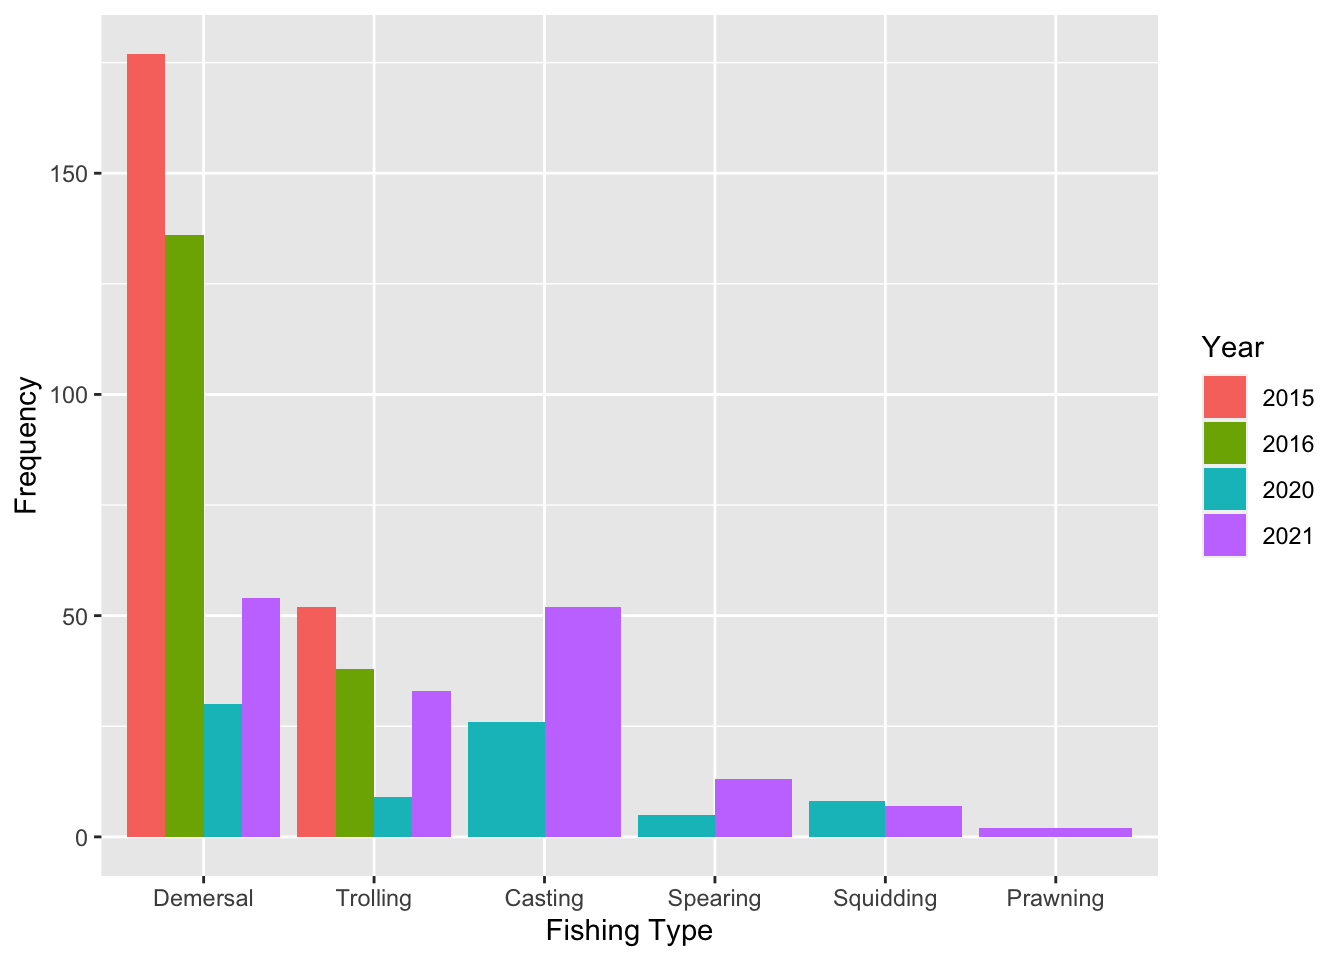 150
100
50
0
Frequency
Demersal Trolling Casting Spearing Squidding Prawning
Fishing Type
Year
2015
2016
2020
2021